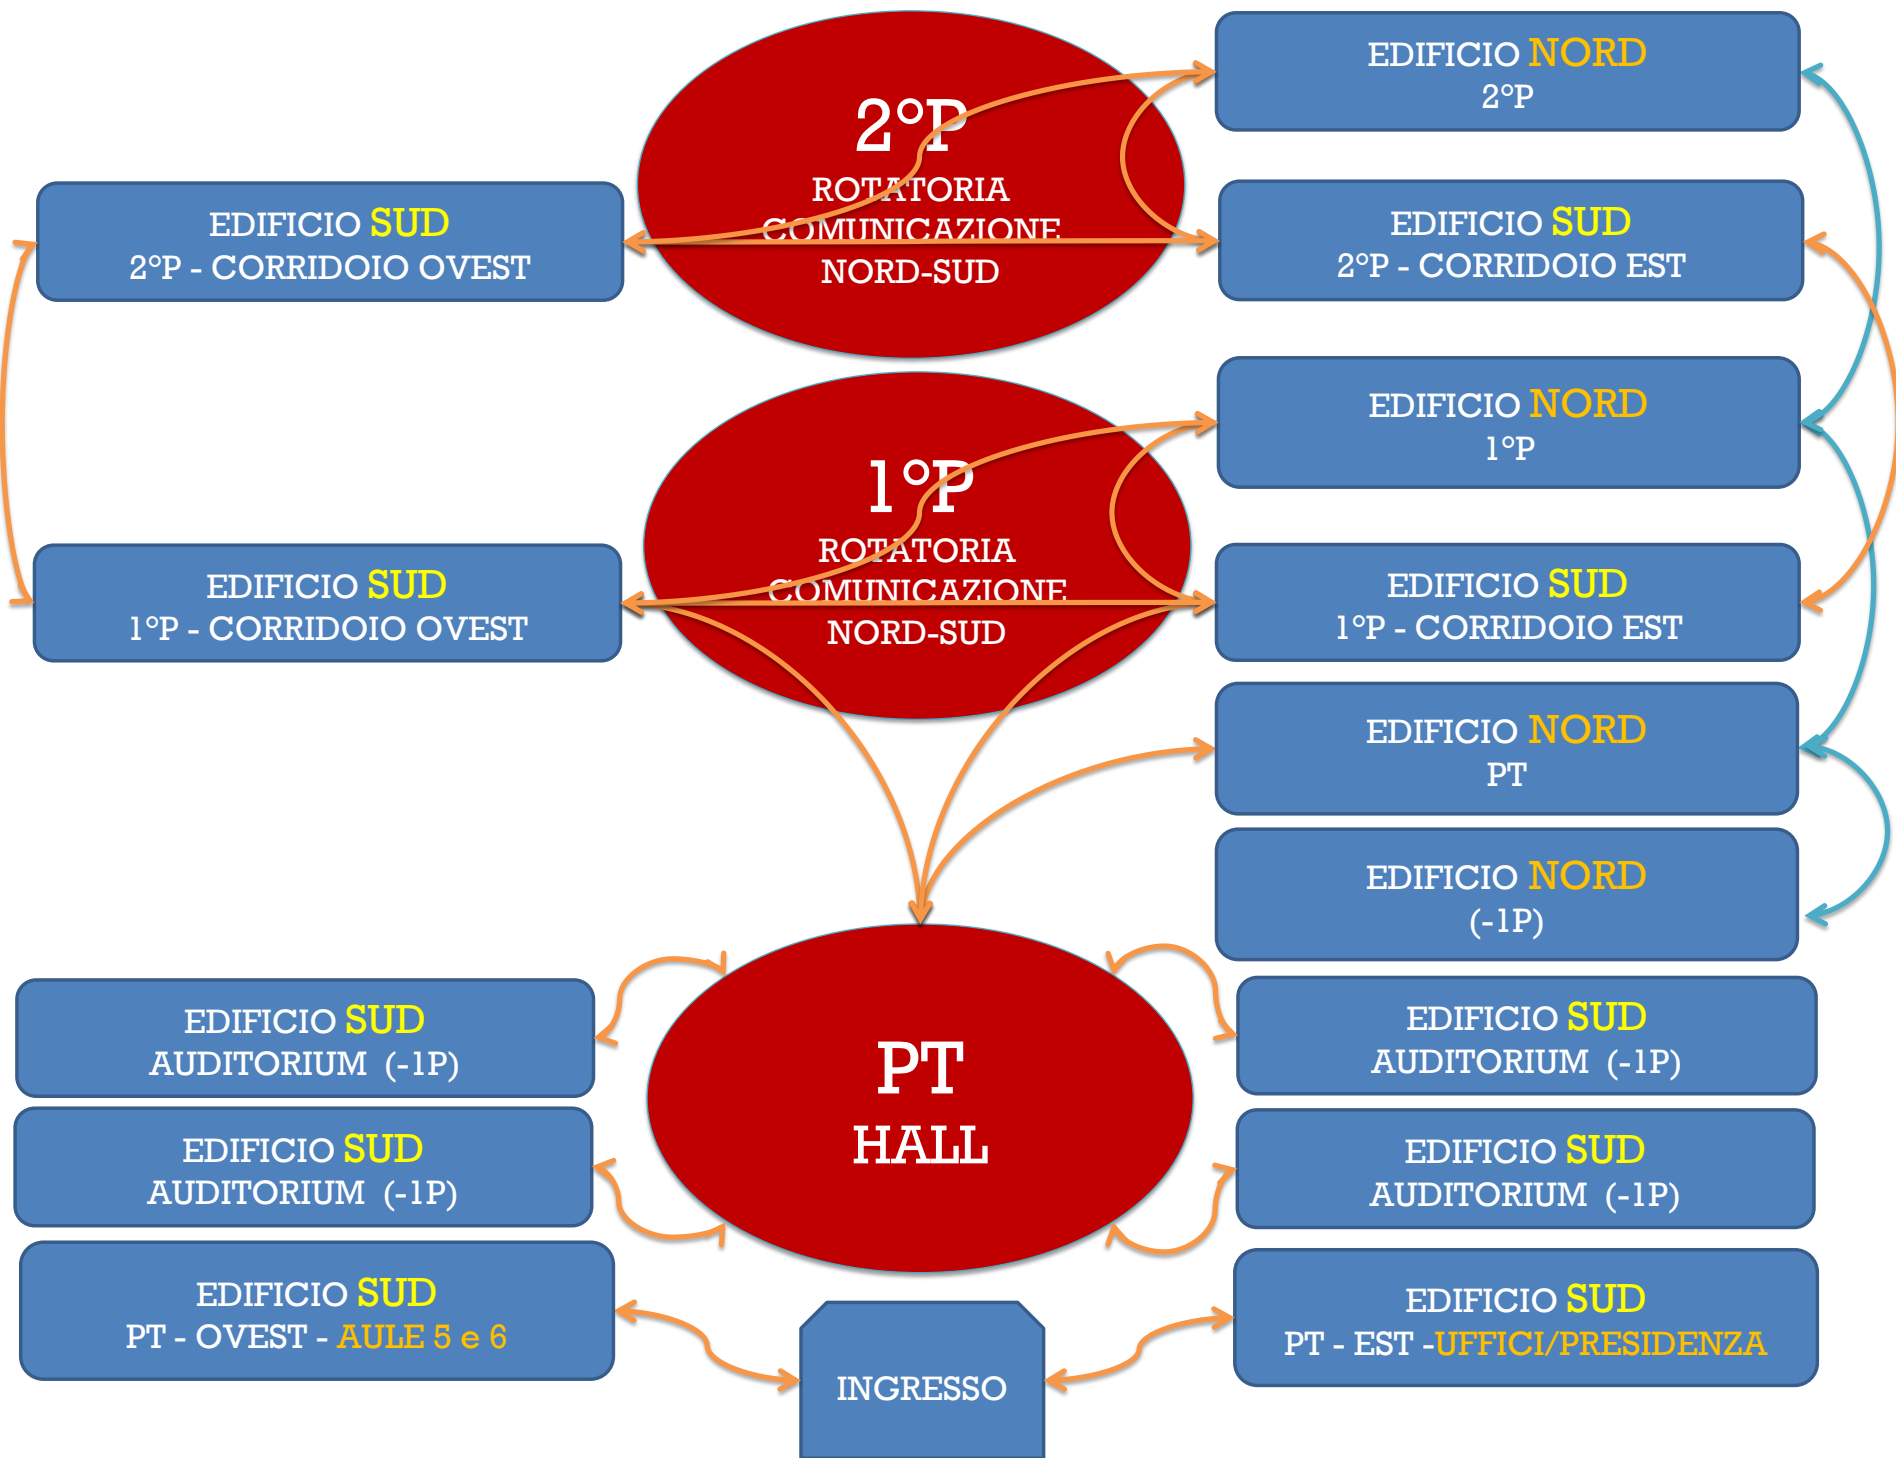 2°P
ROTATORIA
COMUNICAZIONE
NORD-SUD
EDIFICIO NORD
2°P
EDIFICIO SUD
2°P - CORRIDOIO OVEST
EDIFICIO SUD
2°P - CORRIDOIO EST
1°P
ROTATORIA
COMUNICAZIONE
NORD-SUD
EDIFICIO NORD
1°P
EDIFICIO SUD
1°P - CORRIDOIO OVEST
EDIFICIO SUD
1°P - CORRIDOIO EST
EDIFICIO NORD
PT
EDIFICIO NORD
(-1P)
PT
HALL
EDIFICIO SUD
AUDITORIUM (-1P)
EDIFICIO SUD
AUDITORIUM (-1P)
EDIFICIO SUD
AUDITORIUM (-1P)
EDIFICIO SUD
AUDITORIUM (-1P)
EDIFICIO SUD
PT - OVEST - AULE 5 e 6
INGRESSO
EDIFICIO SUD
PT - EST -UFFICI/PRESIDENZA